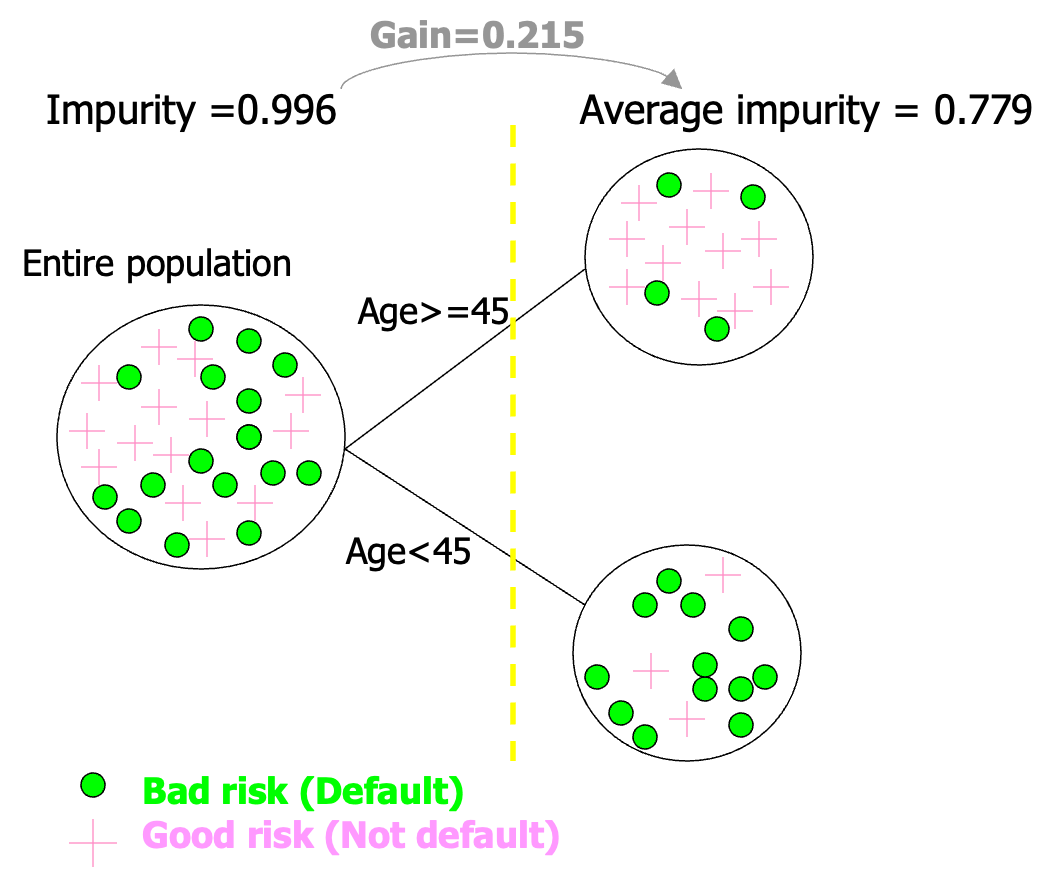 Gain=0.215
Impurity =0.996
Average impurity = 0.779
Entire population
Age>=45
Age<45
Bad risk (Default)
Good risk (Not default)